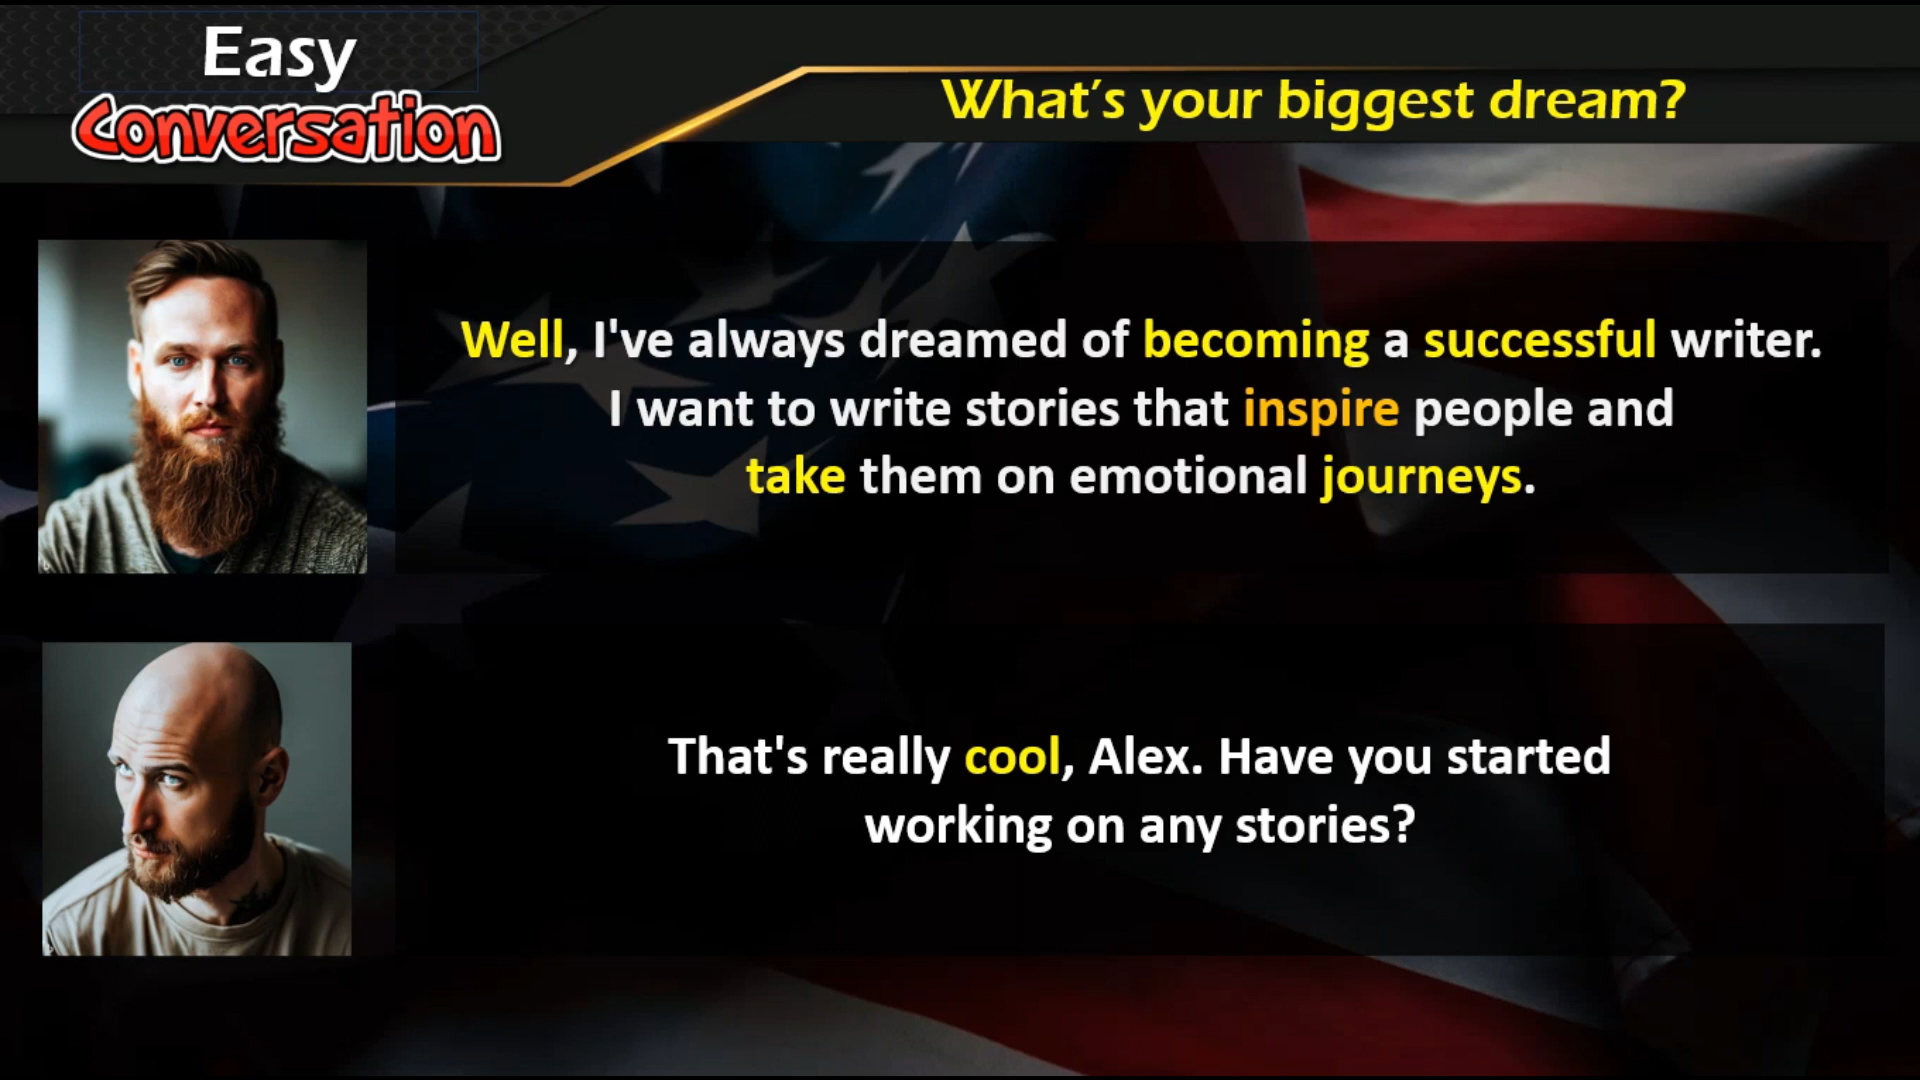 Easy
Conversation
What's your biggest dream?
Well, I've always dreamed of becoming a successful writer.
I want to write stories that inspire people and
take them on emotional journeys.
That's really cool, Alex. Have you started
working on any stories?